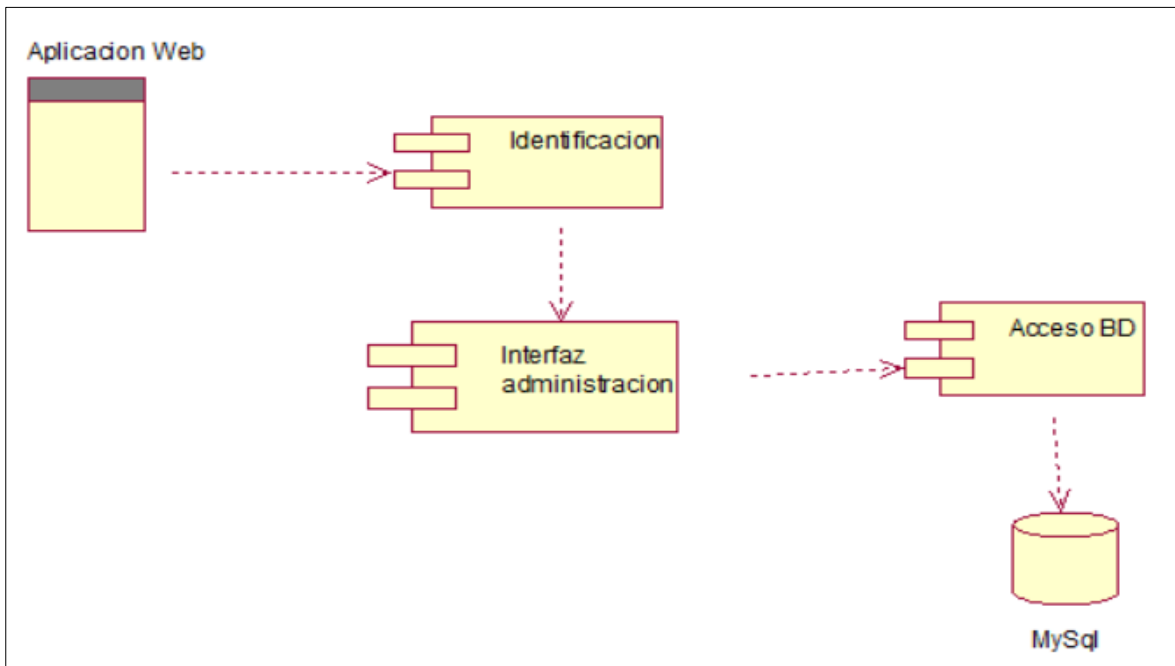 Aplicacion Web
Identificacion
Interfaz
administracion
Acceso BD
MySql